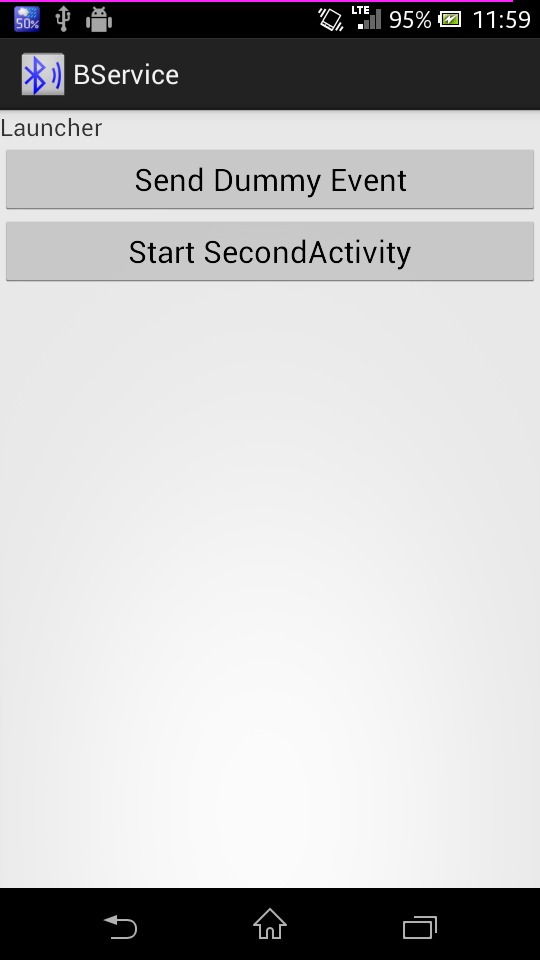 50%
LTE
95%
11:59
BService
Launcher
Send Dummy Event
Start SecondActivity